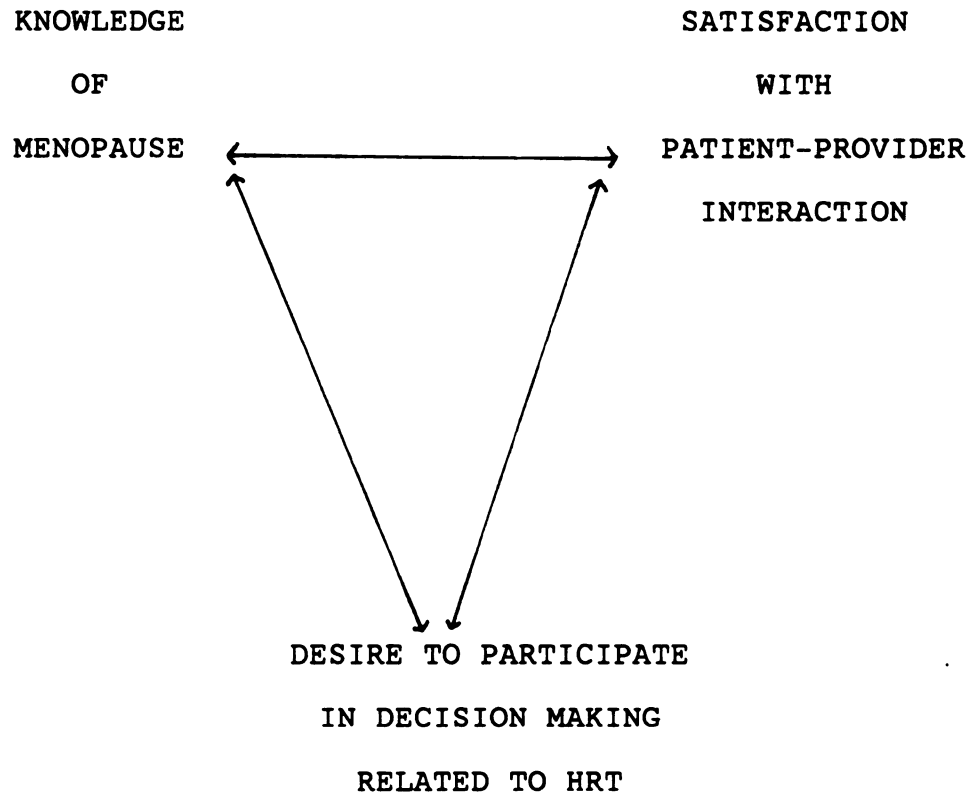 KNOWLEDGE
OF
MENOPAUSE
SATISFACTION
WITH
PATIENT-PROVIDER
INTERACTION
DESIRE TO PARTICIPATE
IN DECISION MAKING
RELATED TO HRT